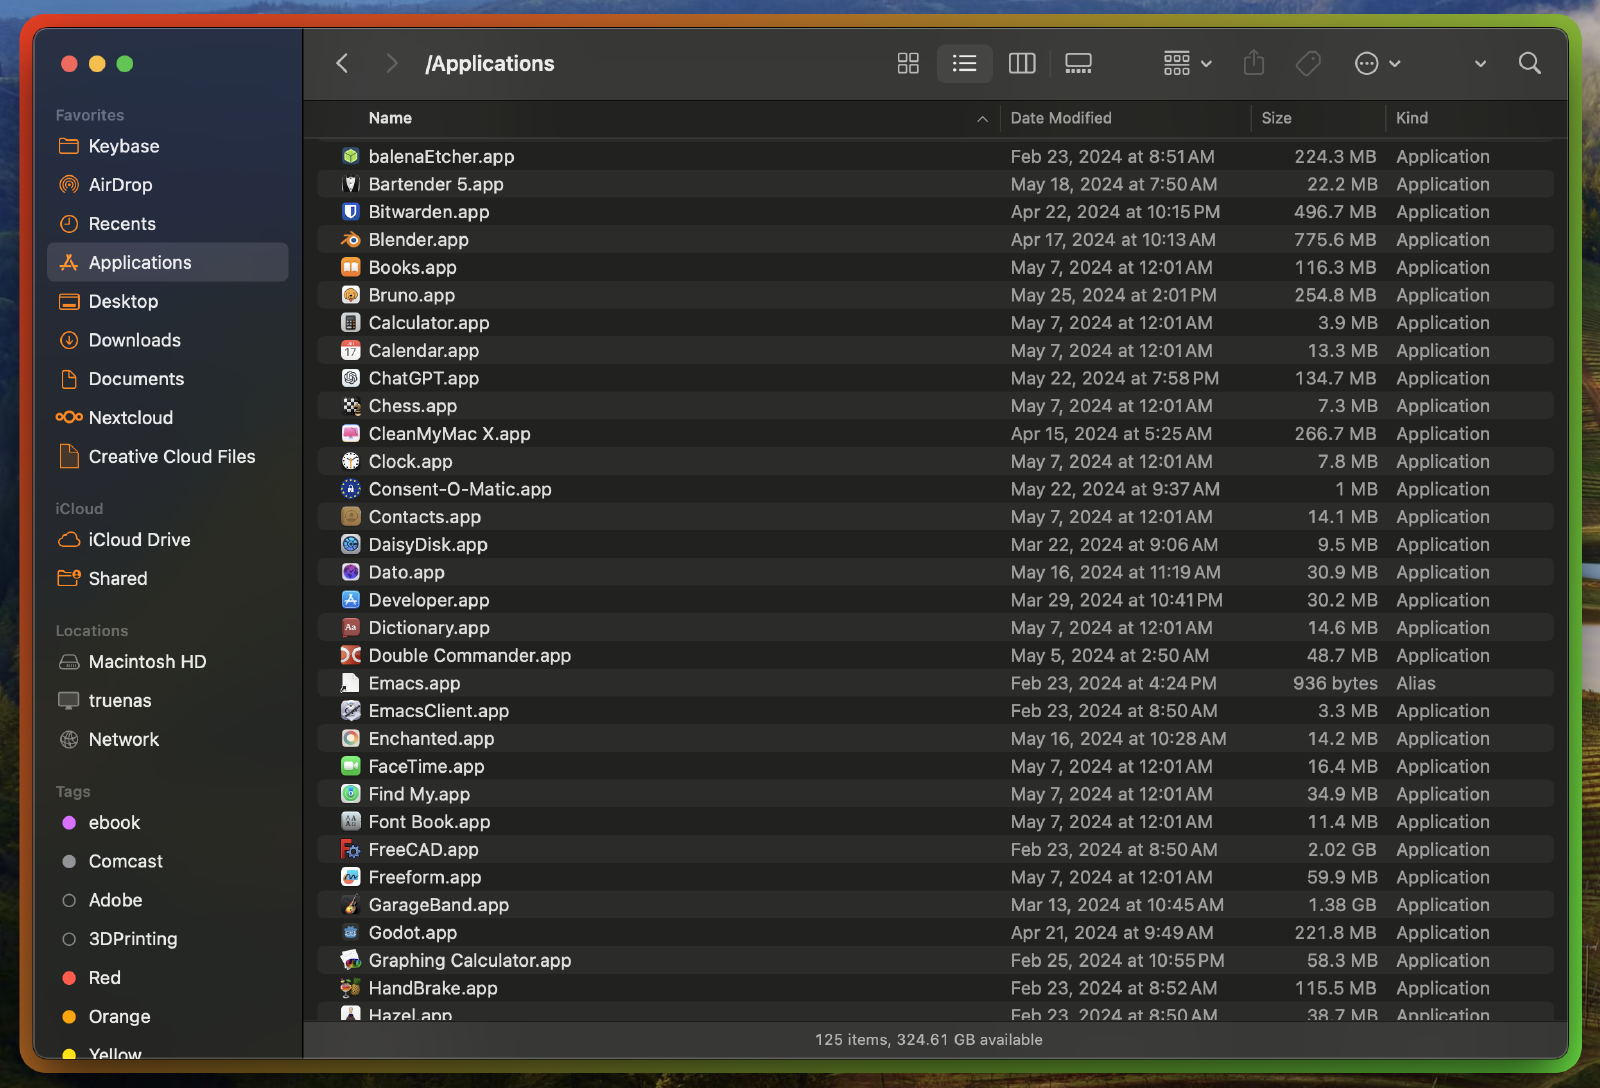 /Applications
Favorites
Keybase
AirDrop
Recents
Applications
Desktop
Downloads
Documents
Nextcloud
Creative Cloud Files
iCloud
iCloud Drive
Shared
Locations
Macintosh HD
truenas
Network
Tags
ebook
Comcast
Adobe
3DPrinting
Red
Orange
Yellow
Name Date Modified Size Kind
balenaEtcher.app Feb 23, 2024 at 8:51 AM 224.3 MB Application
Bartender 5.app May 18, 2024 at 7:50 AM 22.2 MB Application
Bitwarden.app Apr 22, 2024 at 10:15 PM 496.7 MB Application
Blender.app Apr 17, 2024 at 10:13 AM 775.6 MB Application
Books.app May 7, 2024 at 12:01 AM 116.3 MB Application
Bruno.app May 25, 2024 at 2:01 PM 254.8 MB Application
Calculator.app May 7, 2024 at 12:01 AM 3.9 MB Application
Calendar.app May 7, 2024 at 12:01 AM 13.3 MB Application
ChatGPT.app May 22, 2024 at 7:58 PM 134.7 MB Application
Chess.app May 7, 2024 at 12:01 AM 7.3 MB Application
CleanMyMac X.app Apr 15, 2024 at 5:25 AM 266.7 MB Application
Clock.app May 7, 2024 at 12:01 AM 7.8 MB Application
Consent-O-Matic.app May 22, 2024 at 9:37 AM 1 MB Application
Contacts.app May 7, 2024 at 12:01 AM 14.1 MB Application
DaisyDisk.app Mar 22, 2024 at 9:06 AM 9.5 MB Application
Dato.app May 16, 2024 at 11:19 AM 30.9 MB Application
Developer.app Mar 29, 2024 at 10:41 PM 30.2 MB Application
Dictionary.app May 7, 2024 at 12:01 AM 14.6 MB Application
Double Commander.app May 5, 2024 at 2:50 AM 48.7 MB Application
Emacs.app Feb 23, 2024 at 4:24 PM 936 bytes Alias
EmacsClient.app Feb 23, 2024 at 8:50 AM 3.3 MB Application
Enchanted.app May 16, 2024 at 10:28 AM 14.2 MB Application
FaceTime.app May 7, 2024 at 12:01 AM 16.4 MB Application
Find My.app May 7, 2024 at 12:01 AM 34.9 MB Application
Font Book.app May 7, 2024 at 12:01 AM 11.4 MB Application
FreeCAD.app Feb 23, 2024 at 8:50 AM 2.02 GB Application
Freeform.app May 7, 2024 at 12:01 AM 59.9 MB Application
GarageBand.app Mar 13, 2024 at 10:45 AM 1.38 GB Application
Godot.app Apr 21, 2024 at 9:49 AM 221.8 MB Application
Graphing Calculator.app Feb 25, 2024 at 10:55 PM 58.3 MB Application
HandBrake.app Feb 23, 2024 at 8:52 AM 115.5 MB Application
Hazel.app Feb 23, 2024 at 8:50 AM 38.7 MB Application
125 items, 324.61 GB available